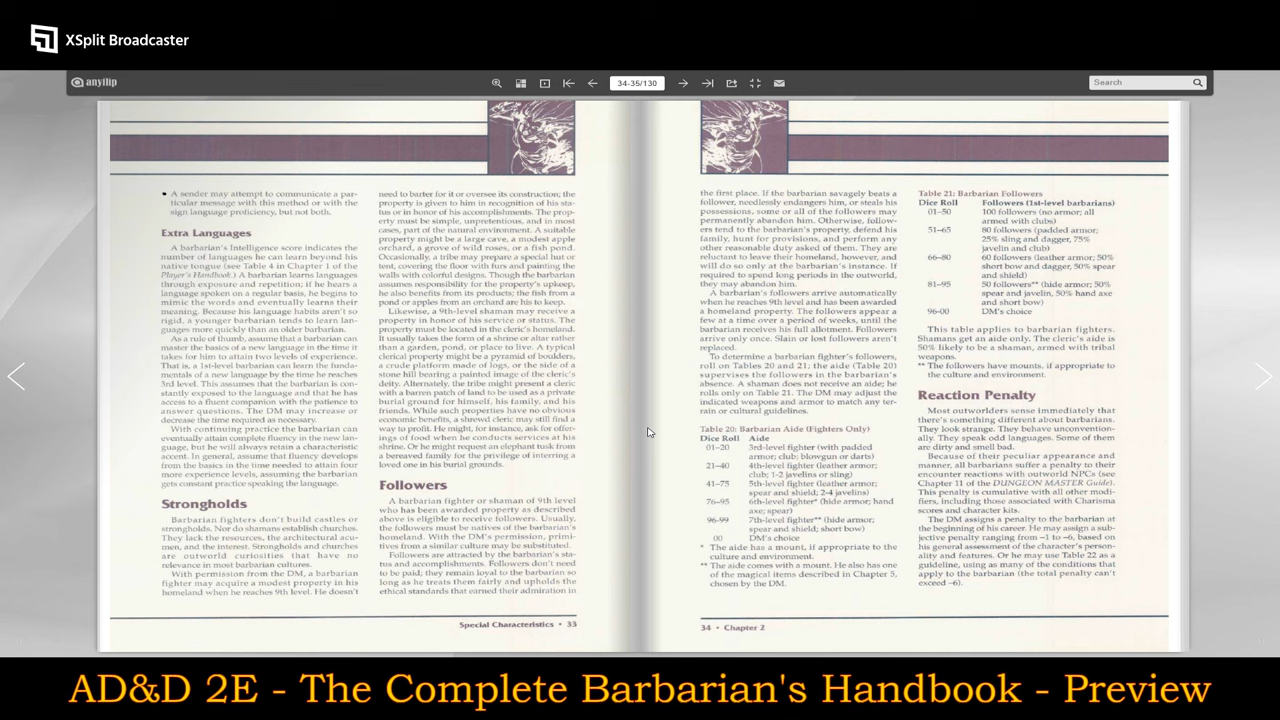 XSplit Broadcaster
anyflip
34-35/130
Search
• A sender may attempt to communicate a par-
ticular message with this method or with the
sign language proficiency, but not both.
Extra Languages
A barbarian's Intelligence score indicates the
number of languages he can learn beyond his
native tongue (see Table 4 in Chapter 1 of the
Player's Handbook.) A barbarian learns languages
through exposure and repetition; if he hears a
language spoken on a regular basis, he begins to
mimic the words and eventually learns their
meaning. Because his language habits aren't so
rigid, a younger barbarian tends to learn lan-
guages more quickly than an older barbarian.
As a rule of thumb, assume that a barbarian can
master the basics of a new language in the time it
takes for him to attain two levels of experience.
That is, a 1st-level barbarian can learn the funda-
mentals of a new language by the time he reaches
3rd level. This assumes that the barbarian is con-
stantly exposed to the language and that he has
access to a fluent companion with the patience to
answer questions. The DM may increase or
decrease the time required as necessary.
With continuing practice the barbarian can
eventually attain complete fluency in the new lan-
guage, but he will always retain a characteristic
accent. In general, assume that fluency develops
from the basics in the time needed to attain four
more experience levels, assuming the barbarian
gets constant practice speaking the language.
Strongholds
Barbarian fighters don't build castles or
strongholds. Nor do shamans establish churches.
They lack the resources, the architectural acu-
men, and the interest. Strongholds and churches
are outworld curiosities that have no
relevance in most barbarian cultures.
With permission from the DM, a barbarian
fighter may acquire a modest property in his
homeland when he reaches 9th level. He doesn't
need to barter for it or oversee its construction; the
property is given to him in recognition of his sta-
tus or in honor of his accomplishments. The prop-
erty must be simple, unpretentious, and in most
cases, part of the natural environment. A suitable
property might be a large cave, a modest apple
orchard, a grove of wild roses, or a fish pond.
Occasionally, a tribe may prepare a special hut or
tent, covering the floor with furs and painting the
walls with colorful designs. Though the barbarian
assumes responsibility for the property's upkeep,
he also benefits from its products; the fish from a
pond or apples from an orchard are his to keep.
Likewise, a 9th-level shaman may receive a
property in honor of his service or status. The
property must be located in the cleric's homeland.
It usually takes the form of a shrine or altar rather
than a garden, pond, or place to live. A typical
clerical property might be a pyramid of boulders,
a crude platform made of logs, or the side of a
stone hill bearing a painted image of the cleric's
deity. Alternately, the tribe might present a cleric
with a barren patch of land to be used as a private
burial ground for himself, his family, and his
friends. While such properties have no obvious
economic benefits, a shrewd cleric may still find a
way to profit. He might, for instance, ask for offer-
ings of food when he conducts services at his
shrine. Or he might request an elephant tusk from
a bereaved family for the privilege of interring a
loved one in his burial grounds.
Followers
A barbarian fighter or shaman of 9th level
who has been awarded property as described
above is eligible to receive followers. Usually,
the followers must be natives of the barbarian's
homeland. With the DM's permission, primi-
tives from a similar culture may be substituted.
Followers are attracted by the barbarian's sta-
tus and accomplishments. Followers don't need
to be paid; they remain loyal to the barbarian so
long as he treats them fairly and upholds the
ethical standards that earned their admiration in
Special Characteristics • 33
the first place. If the barbarian savagely beats a
follower, needlessly endangers him, or steals his
possessions, some or all of the followers may
permanently abandon him. Otherwise, follow-
ers tend to the barbarian's property, defend his
family, hunt for provisions, and perform any
other reasonable duty asked of them. They are
reluctant to leave their homeland, however, and
will do so only at the barbarian's instance. If
required to spend long periods in the outworld,
they may abandon him.
A barbarian's followers arrive automatically
when he reaches 9th level and has been awarded
a homeland property. The followers appear a
few at a time over a period of weeks, until the
barbarian receives his full allotment. Followers
arrive only once. Slain or lost followers aren't
replaced.
To determine a barbarian fighter's followers,
roll on Tables 20 and 21; the aide (Table 20)
supervises the followers in the barbarian's
absence. A shaman does not receive an aide; he
rolls only on Table 21. The DM may adjust the
indicated weapons and armor to match any ter-
rain or cultural guidelines.
Table 20: Barbarian Aide (Fighters Only)
Dice Roll Aide
01–20 3rd-level fighter (with padded
armor; club; blowgun or darts)
21–40 4th-level fighter (leather armor;
club; 1-2 javelins or sling)
41–75 5th-level fighter (leather armor;
spear and shield; 2-4 javelins)
76–95 6th-level fighter* (hide armor; hand
axe; spear)
96-99 7th-level fighter** (hide armor;
spear and shield; short bow)
00 DM's choice
* The aide has a mount, if appropriate to the
culture and environment.
** The aide comes with a mount. He also has one
of the magical items described in Chapter 5,
chosen by the DM.
Table 21: Barbarian Followers
Dice Roll Followers (1st-level barbarians)
01–50 100 followers (no armor; all
armed with clubs)
51–65 80 followers (padded armor;
25% sling and dagger, 75%
javelin and club)
66–80 60 followers (leather armor; 50%
short bow and dagger, 50% spear
and shield)
81–95 50 followers** (hide armor; 50%
spear and javelin, 50% hand axe
and short bow)
96-00 DM's choice
This table applies to barbarian fighters.
Shamans get an aide only. The cleric's aide is
50% likely to be a shaman, armed with tribal
weapons.
** The followers have mounts, if appropriate to
the culture and environment.
Reaction Penalty
Most outworlders sense immediately that
there's something different about barbarians.
They look strange. They behave unconvention-
ally. They speak odd languages. Some of them
are dirty and smell bad.
Because of their peculiar appearance and
manner, all barbarians suffer a penalty to their
encounter reactions with outworld NPCs (see
Chapter 11 of the DUNGEON MASTER Guide).
This penalty is cumulative with all other modi-
fiers, including those associated with Charisma
scores and character kits.
The DM assigns a penalty to the barbarian at
the beginning of his career. He may assign a sub-
jective penalty ranging from –1 to –6, based on
his general assessment of the character's person-
ality and features. Or he may use Table 22 as a
guideline, using as many of the conditions that
apply to the barbarian (the total penalty can't
exceed –6).
34 • Chapter 2
AD&D 2E - The Complete Barbarian's Handbook - Preview